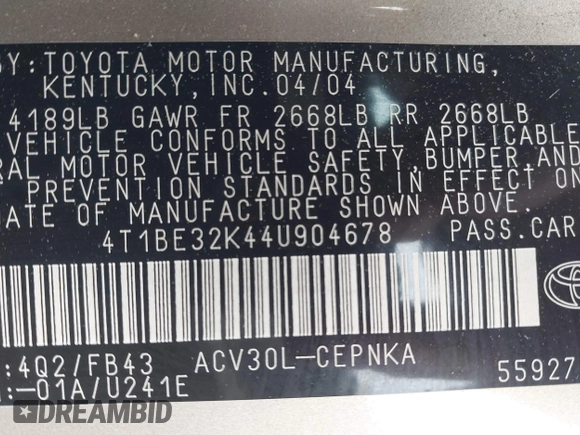 BY: TOYOTA MOTOR MANUFACTURING,
KENTUCKY, INC. 04/04
4189LB GAWR FR 2668LB RR 2668LB
VEHICLE CONFORMS TO ALL APPLICABLE
RAL MOTOR VEHICLE SAFETY, BUMPER, AND
PREVENTION STANDARDS IN EFFECT ON
DATE OF MANUFACTURE SHOWN ABOVE.
4T1BE32K44U904678 PASS.CAR
:4Q2/FB43 ACV30L-CEPNKA
:-01A/U241E 55927
DREAMBID